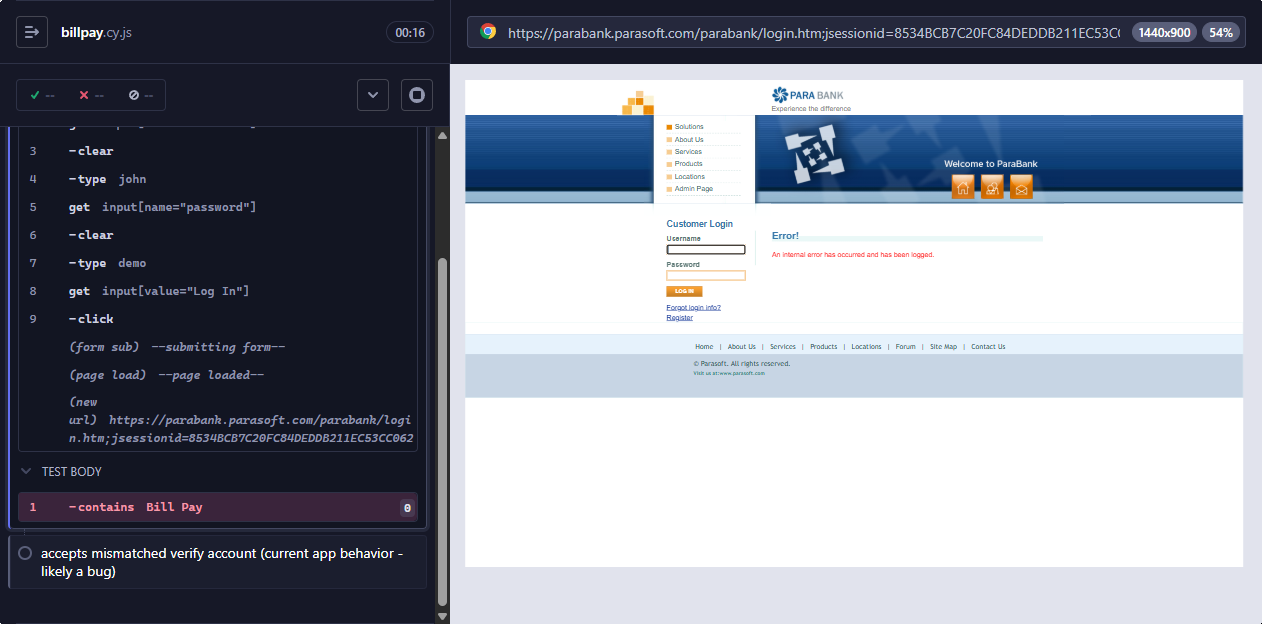 billpay.cy.js
00:16
--
--
--
3 -clear
4 -type john
5 get input[name="password"]
6 -clear
7 -type demo
8 get input[value="Log In"]
9 -click
(form sub) --submitting form--
(page load) --page loaded--
(new
url) https://parabank.parasoft.com/parabank/logi
n.htm;jsessionid=8534BCB7C20FC84DEDDB211EC53CC062
TEST BODY
1 -contains Bill Pay 0
accepts mismatched verify account (current app behavior -
likely a bug)
https://parabank.parasoft.com/parabank/login.htm;jsessionid=8534BCB7C20FC84DEDDB211EC53C
1440x900
54%
PARA BANK
Experience the difference
Solutions
About Us
Services
Products
Locations
Admin Page
Welcome to ParaBank
Customer Login
Username
Password
LOG IN
Forgot login info?
Register
Error!
An internal error has occurred and has been logged.
Home | About Us | Services | Products | Locations | Forum | Site Map | Contact Us
© Parasoft. All rights reserved.
Visit us at:www.parasoft.com